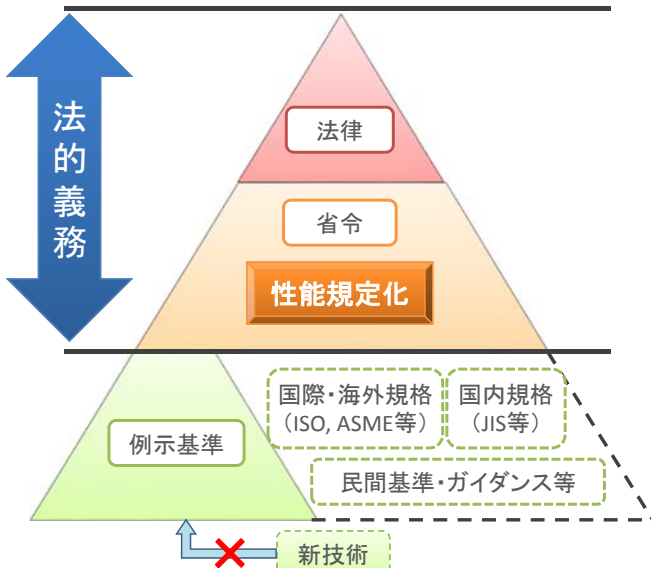 法的義務
法律
省令
性能規定化
国際・海外規格
（ISO, ASME等）
国内規格
（JIS等）
例示基準
民間基準・ガイダンス等
新技術